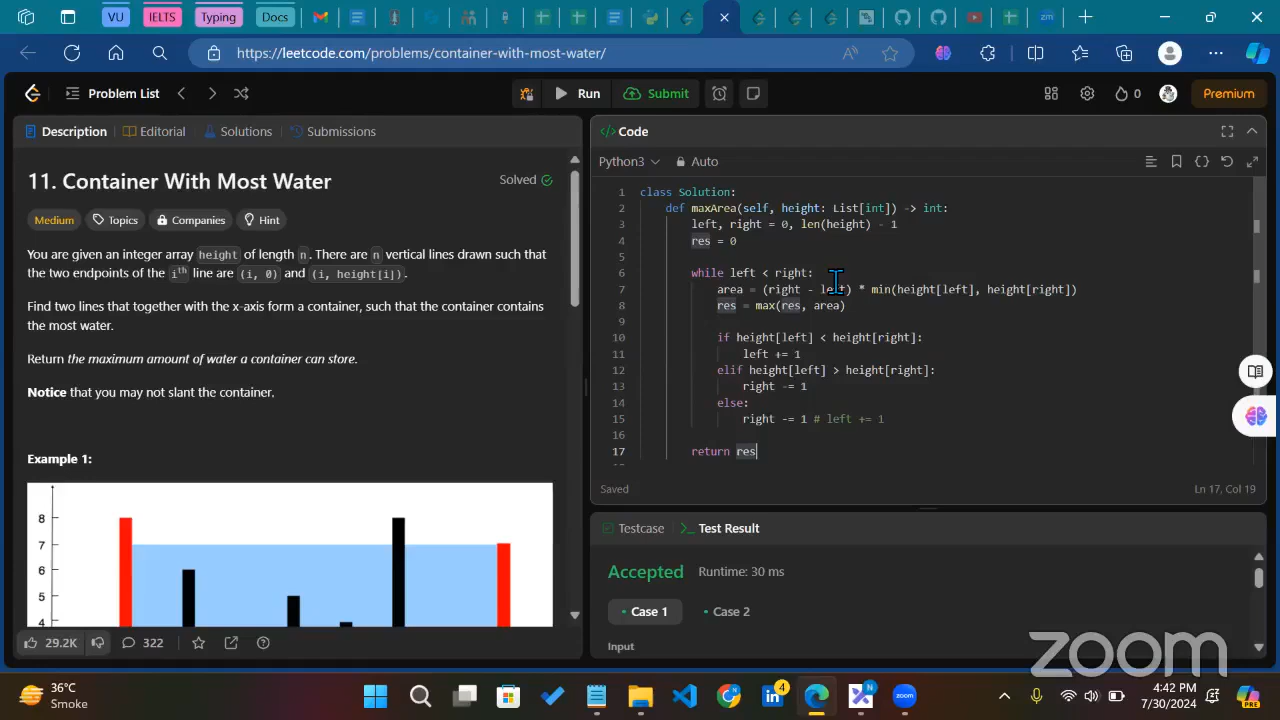 VU
IELTS
Typing
Docs
https://leetcode.com/problems/container-with-most-water/
Problem List
Run
Submit
0
Premium
Description
Editorial
Solutions
Submissions
11. Container With Most Water
Solved
Medium
Topics
Companies
Hint
You are given an integer array height of length n. There are n vertical lines drawn such that
the two endpoints of the ith line are (i, 0) and (i, height[i]).
Find two lines that together with the x-axis form a container, such that the container contains
the most water.
Return the maximum amount of water a container can store.
Notice that you may not slant the container.
Example 1:
8
7
6
5
4
29.2K
322
</> Code
Python3
Auto
1 class Solution:
2 def maxArea(self, height: List[int]) -> int:
3 left, right = 0, len(height) - 1
4 res = 0
5
6 while left < right:
7 area = (right - left) * min(height[left], height[right])
8 res = max(res, area)
9
10 if height[left] < height[right]:
11 left += 1
12 elif height[left] > height[right]:
13 right -= 1
14 else:
15 right -= 1 # left += 1
16
17 return res
Saved
Ln 17, Col 19
Testcase
Test Result
Accepted
Runtime: 30 ms
Case 1
Case 2
Input
zoom
36°C
Smoke
4
4:42 PM
7/30/2024